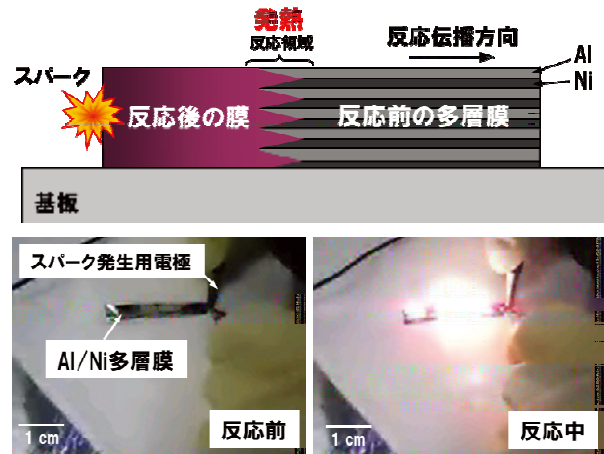 発熱
反応領域
反応伝播方向
Al
Ni
スパーク
反応後の膜
反応前の多層膜
基板
スパーク発生用電極
Al/Ni多層膜
1 cm
反応前
1 cm
反応中